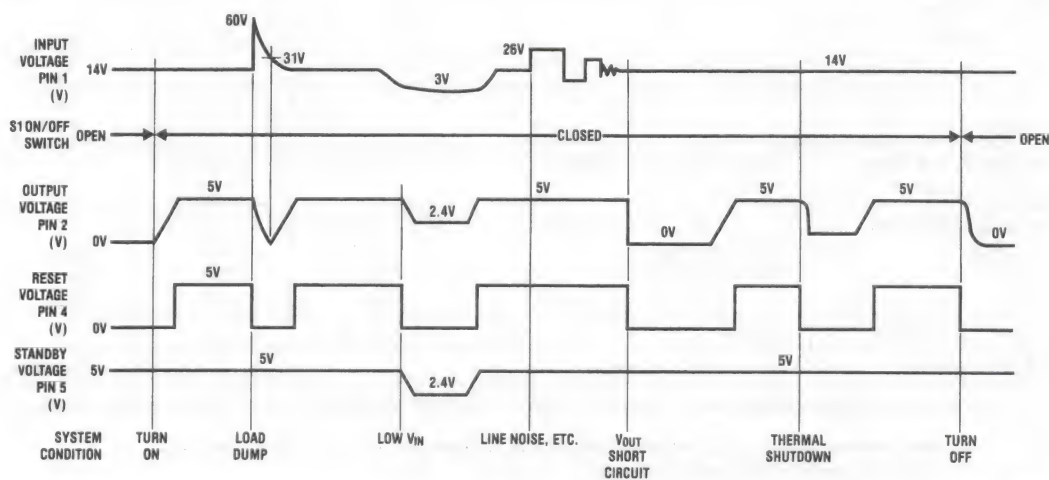 INPUT
VOLTAGE
PIN 1
(V)
14V
60V
31V
3V
26V
14V
S1 ON/OFF
SWITCH
OPEN
CLOSED
OPEN
OUTPUT
VOLTAGE
PIN 2
(V)
0V
5V
2.4V
5V
0V
5V
5V
0V
RESET
VOLTAGE
PIN 4
(V)
0V
5V
STANDBY
VOLTAGE
PIN 5
(V)
5V
5V
2.4V
5V
SYSTEM
CONDITION
TURN
ON
LOAD
DUMP
LOW VIN
LINE NOISE, ETC.
VOUT
SHORT
CIRCUIT
THERMAL
SHUTDOWN
TURN
OFF